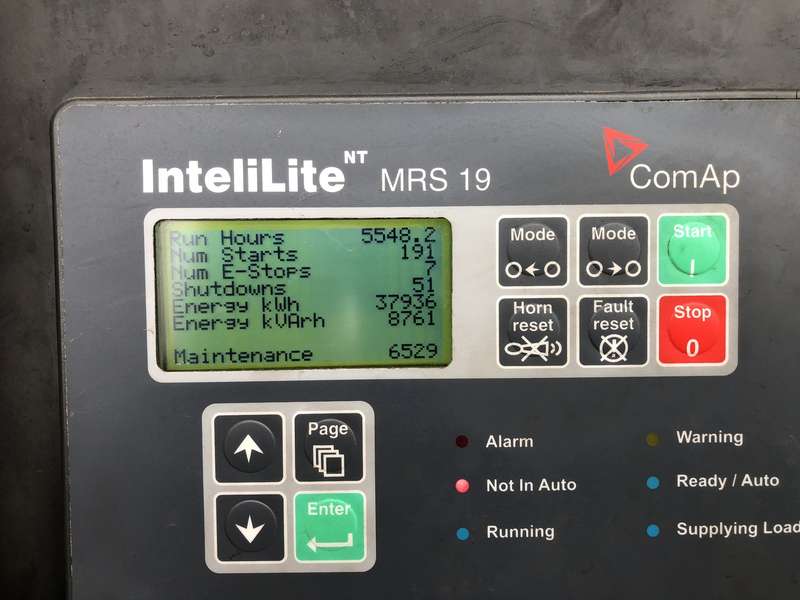 InteliLite NT MRS 19
ComAp
Run Hours 5548.2
Num Starts 191
Num E-Stops 7
Shutdowns 51
Energy kWh 37936
Energy kVArh 8761
Maintenance 6529
Mode
Mode
Start
I
Horn reset
Fault reset
Stop
0
Page
Enter
Alarm
Warning
Not In Auto
Ready / Auto
Running
Supplying Load